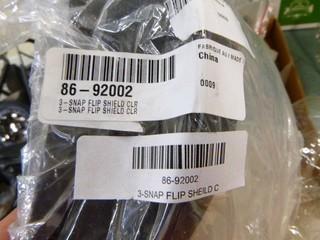 FABRIQUE AU / MADE
China
0009
86-92002
3-SNAP FLIP SHIELD CLR
3-SNAP FLIP SHIELD CLR
86-92002
3-SNAP FLIP SHEILD C